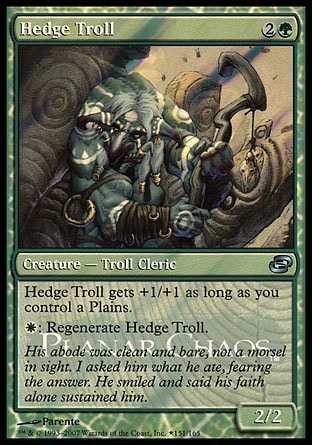 Hedge Troll 2
Creature — Troll Cleric
Hedge Troll gets +1/+1 as long as you
control a Plains.
: Regenerate Hedge Troll.
PLANAR CHAOS
His abode was clean and bare, not a morsel
in sight. I asked him what he ate, fearing
the answer. He smiled and said his faith
alone sustained him.
Parente
™ & © 1993–2007 Wizards of the Coast, Inc. ★151/165
2/2